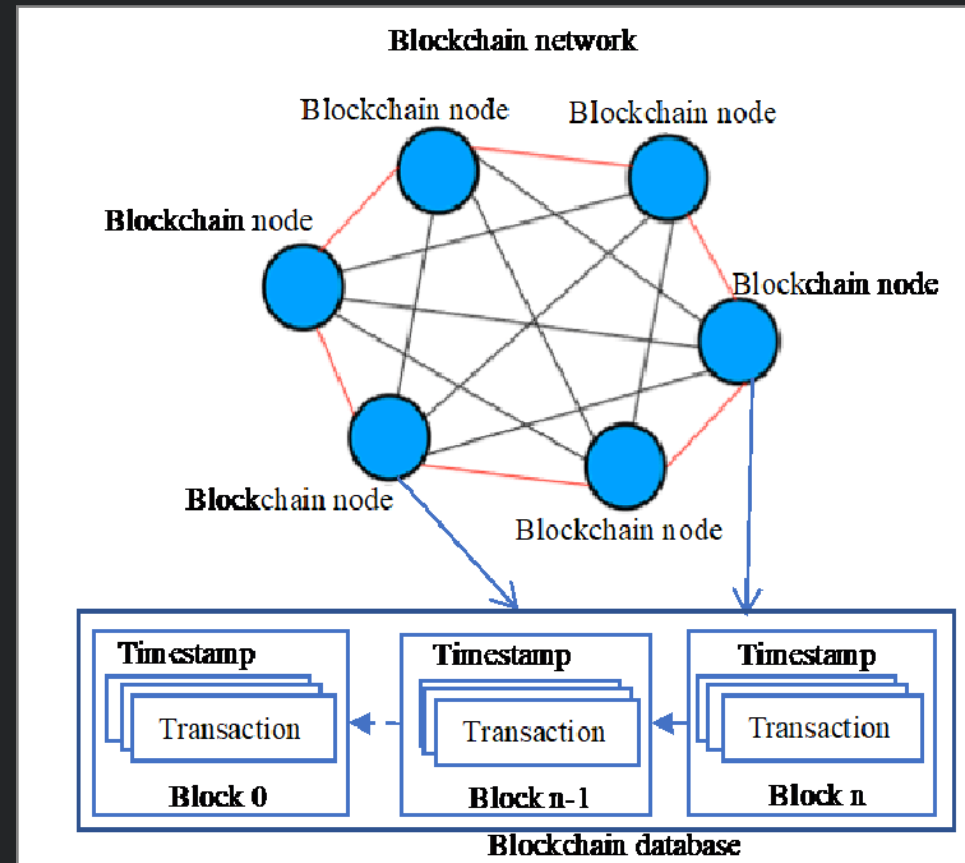 Blockchain network
Blockchain node
Blockchain node
Blockchain node
Blockchain node
Blockchain node
Blockchain node
Timestamp
Timestamp
Timestamp
Transaction
Transaction
Transaction
Block 0
Block n-1
Block n
Blockchain database